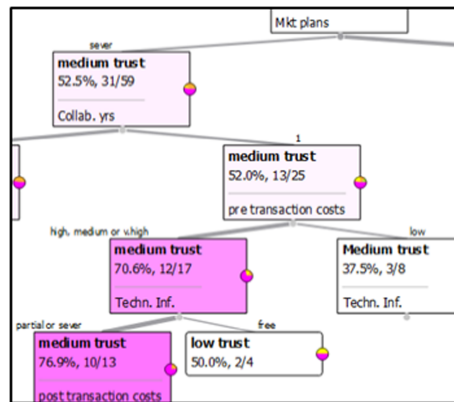 Mkt plans
sever
medium trust
52.5%, 31/59
Collab. yrs
1
medium trust
52.0%, 13/25
pre transaction costs
high, medium or v.high
low
medium trust
70.6%, 12/17
Techn. Inf.
Medium trust
37.5%, 3/8
Techn. Inf.
partial or sever
free
medium trust
76.9%, 10/13
post transaction costs
low trust
50.0%, 2/4